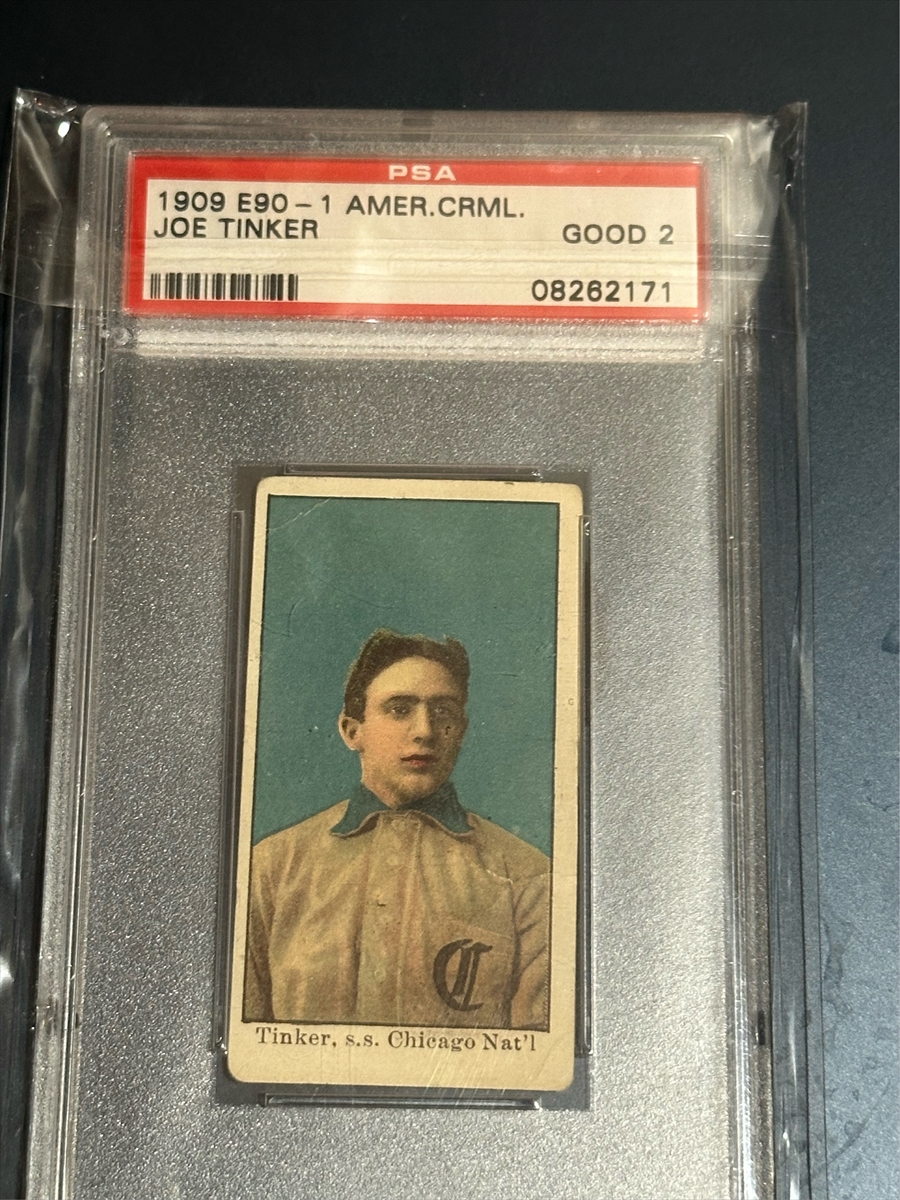 PSA
1909 E90-1 AMER.CRML.
JOE TINKER
GOOD 2
08262171
C
Tinker, s.s. Chicago Nat'l